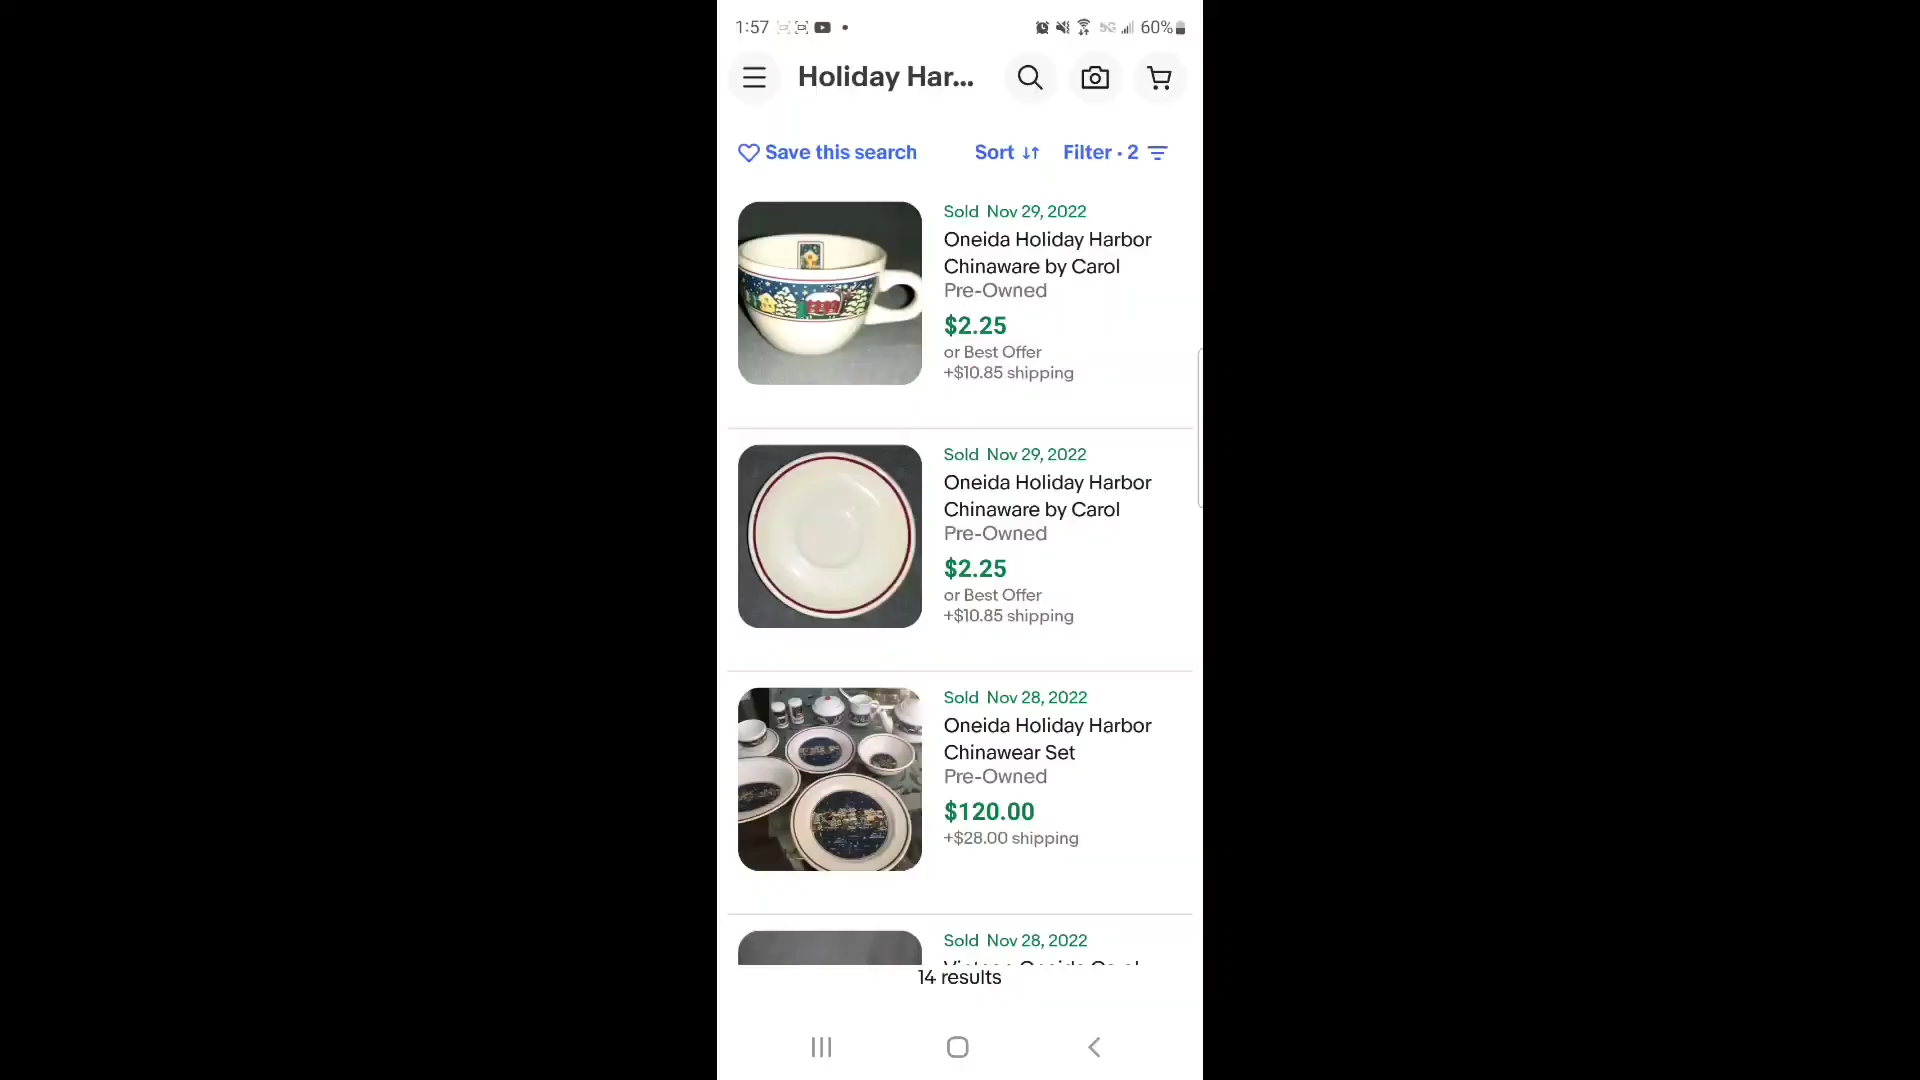 1:57
5G
60%
Holiday Har...
Save this search
Sort
Filter · 2
Sold Nov 29, 2022
Oneida Holiday Harbor
Chinaware by Carol
Pre-Owned
$2.25
or Best Offer
+$10.85 shipping
Sold Nov 29, 2022
Oneida Holiday Harbor
Chinaware by Carol
Pre-Owned
$2.25
or Best Offer
+$10.85 shipping
Sold Nov 28, 2022
Oneida Holiday Harbor
Chinawear Set
Pre-Owned
$120.00
+$28.00 shipping
Sold Nov 28, 2022
14 results